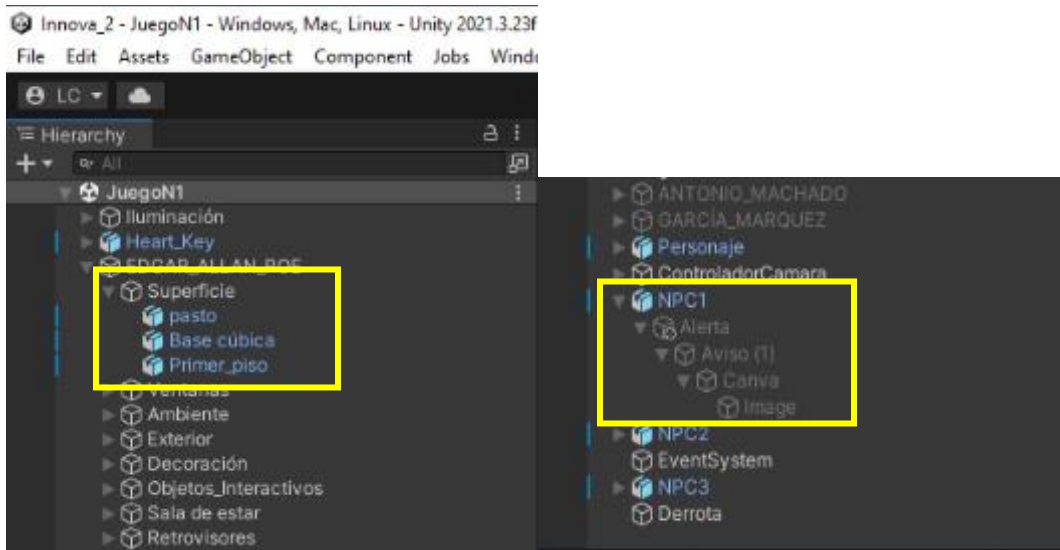 Innova_2 - JuegoN1 - Windows, Mac, Linux - Unity 2021.3.23f
File Edit Assets GameObject Component Jobs Windo
LC
Hierarchy
All
JuegoN1
Iluminación
Heart_Key
EDGAR_ALLAN_POE
Superficie
pasto
Base cúbica
Primer_piso
Ventanas
Ambiente
Exterior
Decoración
Objetos_Interactivos
Sala de estar
Retrovisores
ANTONIO_MACHADO
GARCÍA_MARQUEZ
Personaje
ControladorCamara
NPC1
Alerta
Aviso (1)
Canva
Image
NPC2
EventSystem
NPC3
Derrota